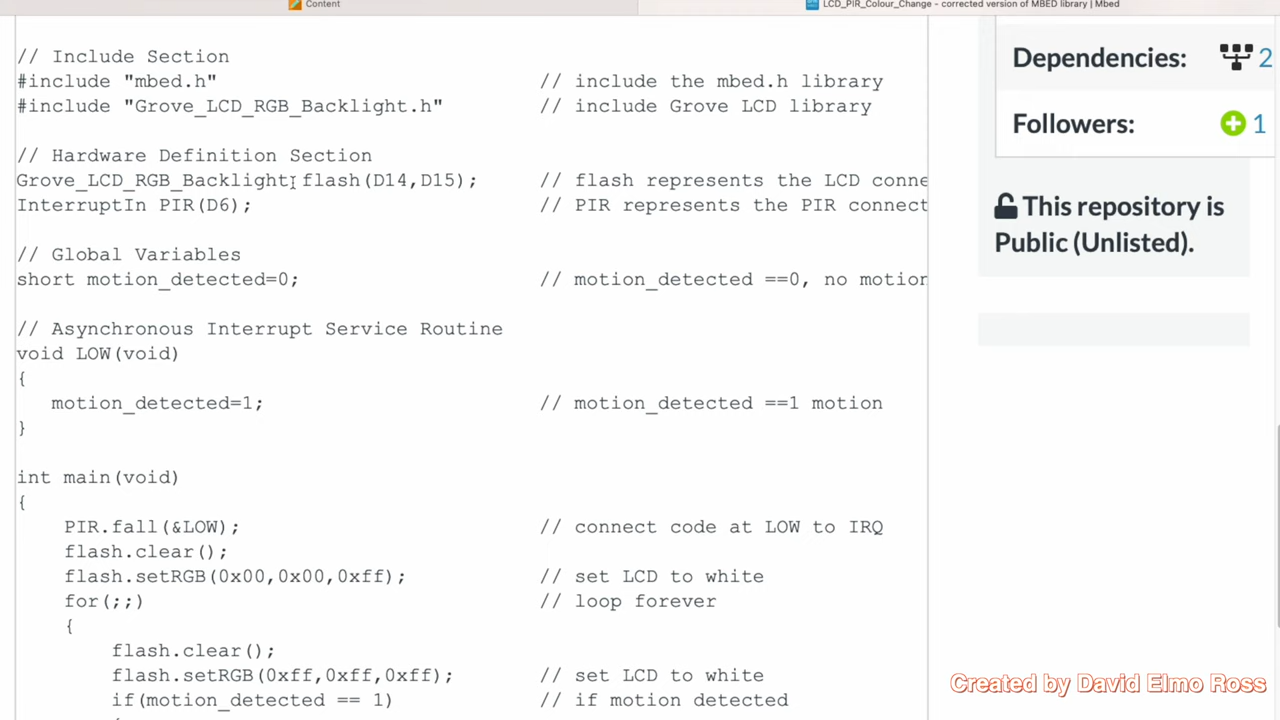 Content
LCD_PIR_Colour_Change - corrected version of MBED library | Mbed
// Include Section
#include "mbed.h" // include the mbed.h library
#include "Grove_LCD_RGB_Backlight.h" // include Grove LCD library
// Hardware Definition Section
Grove_LCD_RGB_Backlight flash(D14,D15); // flash represents the LCD conne
InterruptIn PIR(D6); // PIR represents the PIR connect
// Global Variables
short motion_detected=0; // motion_detected ==0, no motion
// Asynchronous Interrupt Service Routine
void LOW(void)
{
motion_detected=1; // motion_detected ==1 motion
}
int main(void)
{
PIR.fall(&LOW); // connect code at LOW to IRQ
flash.clear();
flash.setRGB(0x00,0x00,0xff); // set LCD to white
for(;;) // loop forever
{
flash.clear();
flash.setRGB(0xff,0xff,0xff); // set LCD to white
if(motion_detected == 1) // if motion detected
Dependencies: 2
Followers: 1
This repository is
Public (Unlisted).
Created by David Elmo Ross